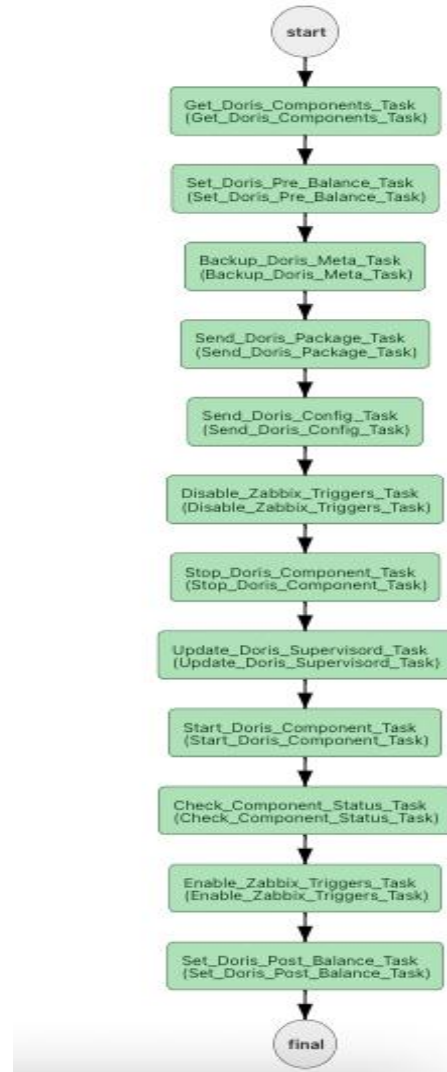 start
Get_Doris_Components_Task
(Get_Doris_Components_Task)
Set_Doris_Pre_Balance_Task
(Set_Doris_Pre_Balance_Task)
Backup_Doris_Meta_Task
(Backup_Doris_Meta_Task)
Send_Doris_Package_Task
(Send_Doris_Package_Task)
Send_Doris_Config_Task
(Send_Doris_Config_Task)
Disable_Zabbix_Triggers_Task
(Disable_Zabbix_Triggers_Task)
Stop_Doris_Component_Task
(Stop_Doris_Component_Task)
Update_Doris_Supervisord_Task
(Update_Doris_Supervisord_Task)
Start_Doris_Component_Task
(Start_Doris_Component_Task)
Check_Component_Status_Task
(Check_Component_Status_Task)
Enable_Zabbix_Triggers_Task
(Enable_Zabbix_Triggers_Task)
Set_Doris_Post_Balance_Task
(Set_Doris_Post_Balance_Task)
final